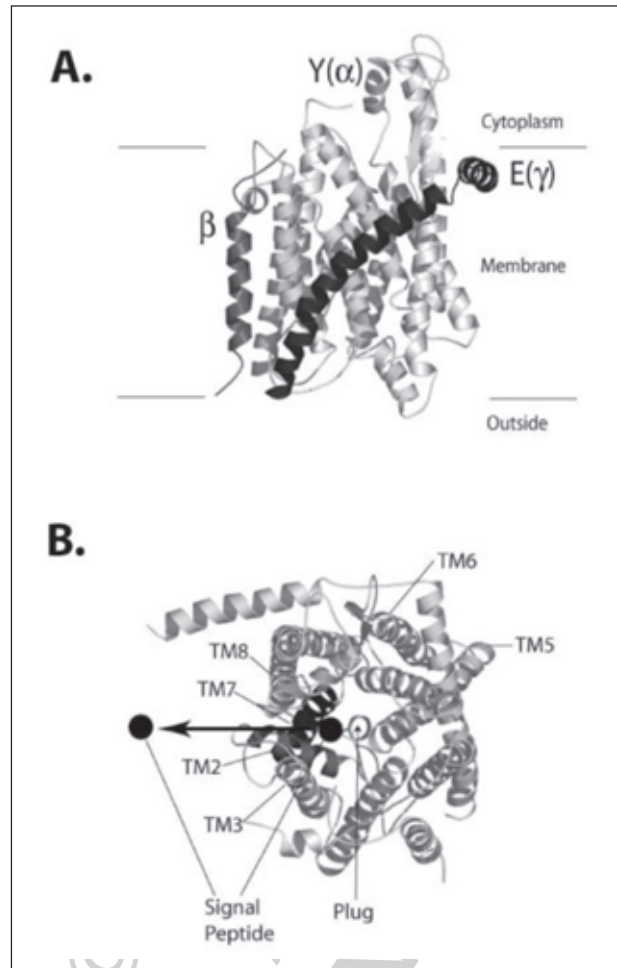 A.
Y(α)
Cytoplasm
E(γ)
β
Membrane
Outside
B.
TM6
TM5
TM8
TM7
TM2
TM3
Signal
Peptide
Plug